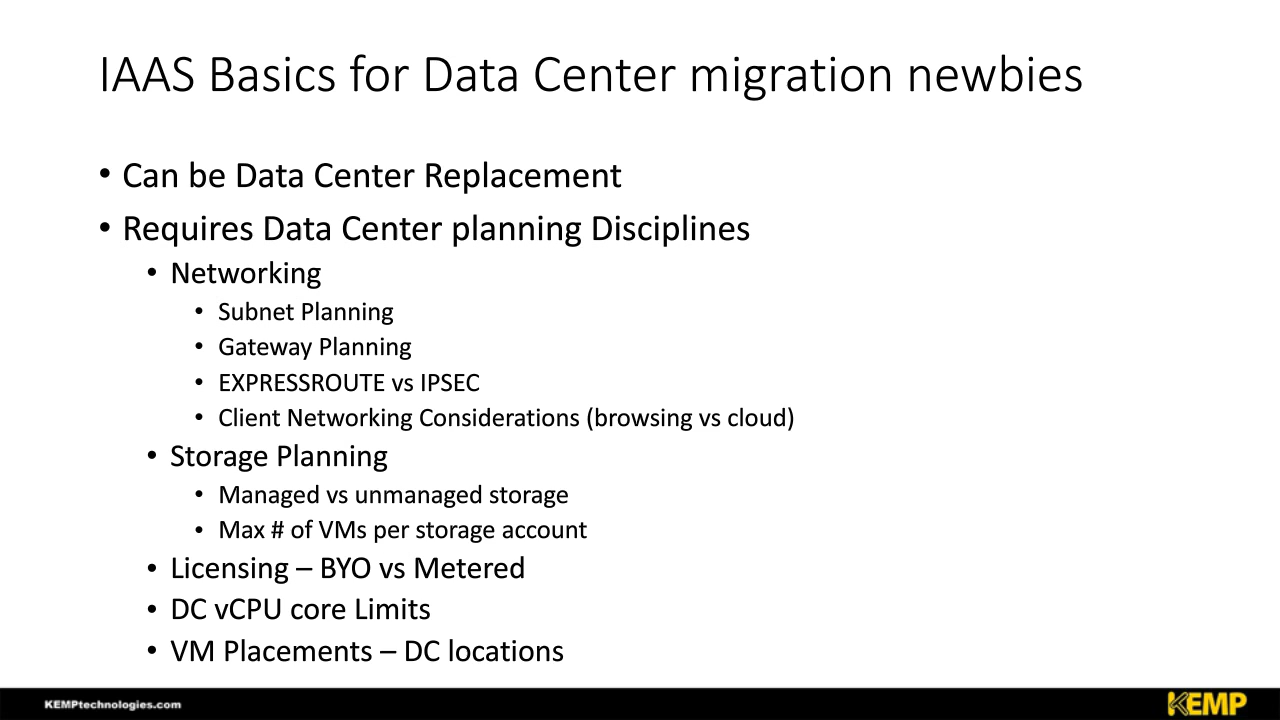 IAAS Basics for Data Center migration newbies
• Can be Data Center Replacement
• Requires Data Center planning Disciplines
• Networking
• Subnet Planning
• Gateway Planning
• EXPRESSROUTE vs IPSEC
• Client Networking Considerations (browsing vs cloud)
• Storage Planning
• Managed vs unmanaged storage
• Max # of VMs per storage account
• Licensing – BYO vs Metered
• DC vCPU core Limits
• VM Placements – DC locations
KEMPtechnologies.com
KEMP